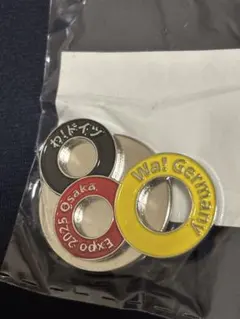 わ!ドイツ
Wa! Germany
Expo 2025 Osaka,